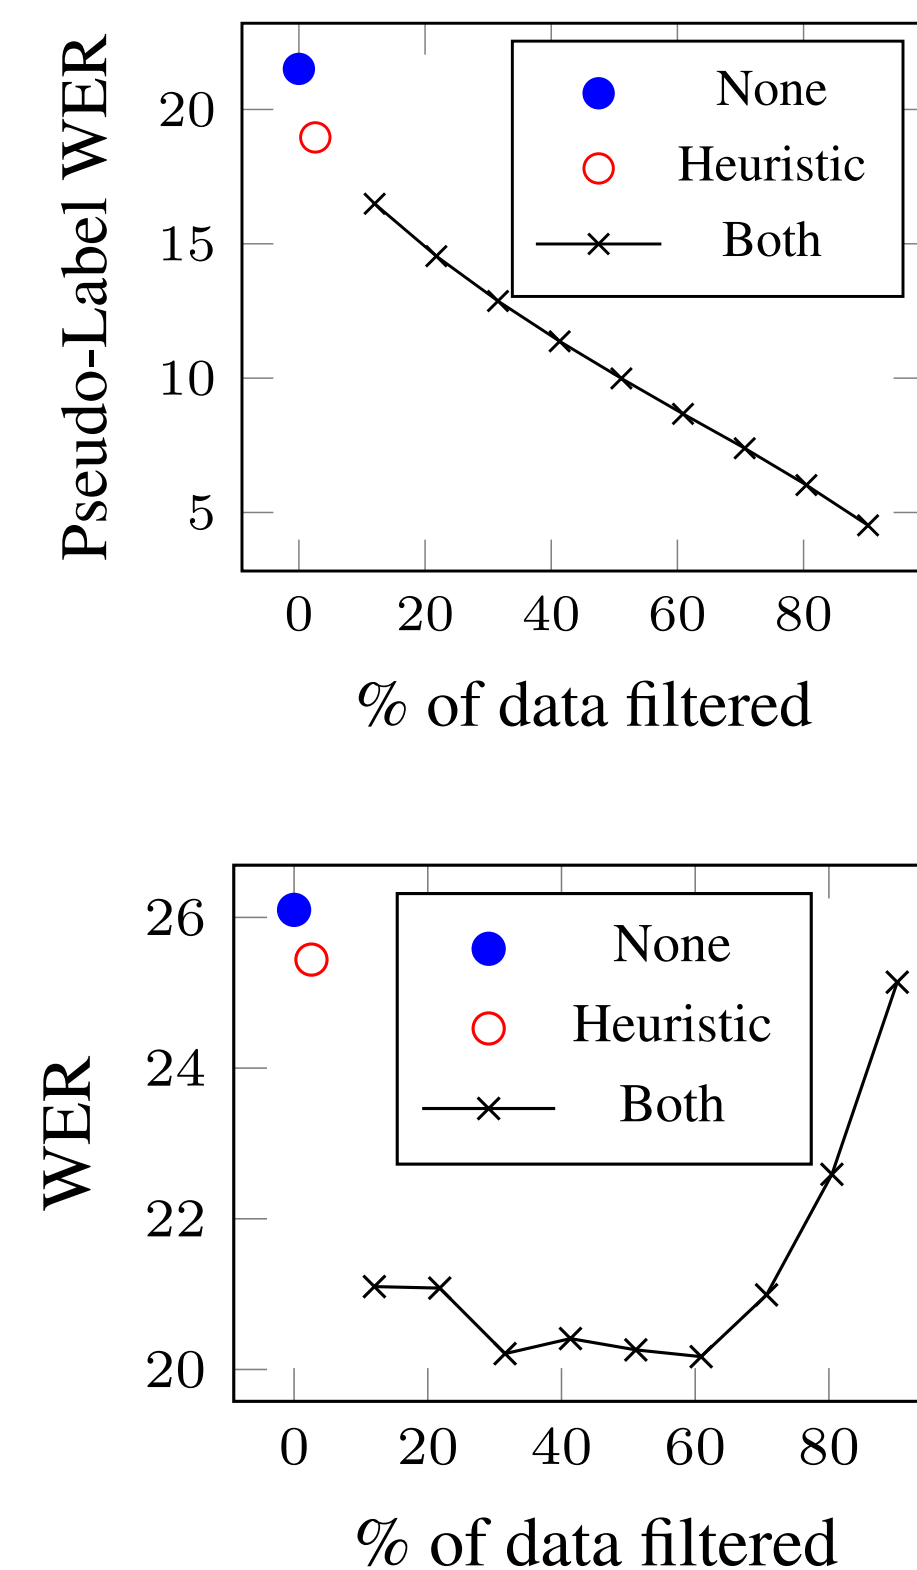 Pseudo-Label WER
20
15
10
5
None
Heuristic
Both
0 20 40 60 80
% of data filtered
WER
26
24
22
20
None
Heuristic
Both
0 20 40 60 80
% of data filtered